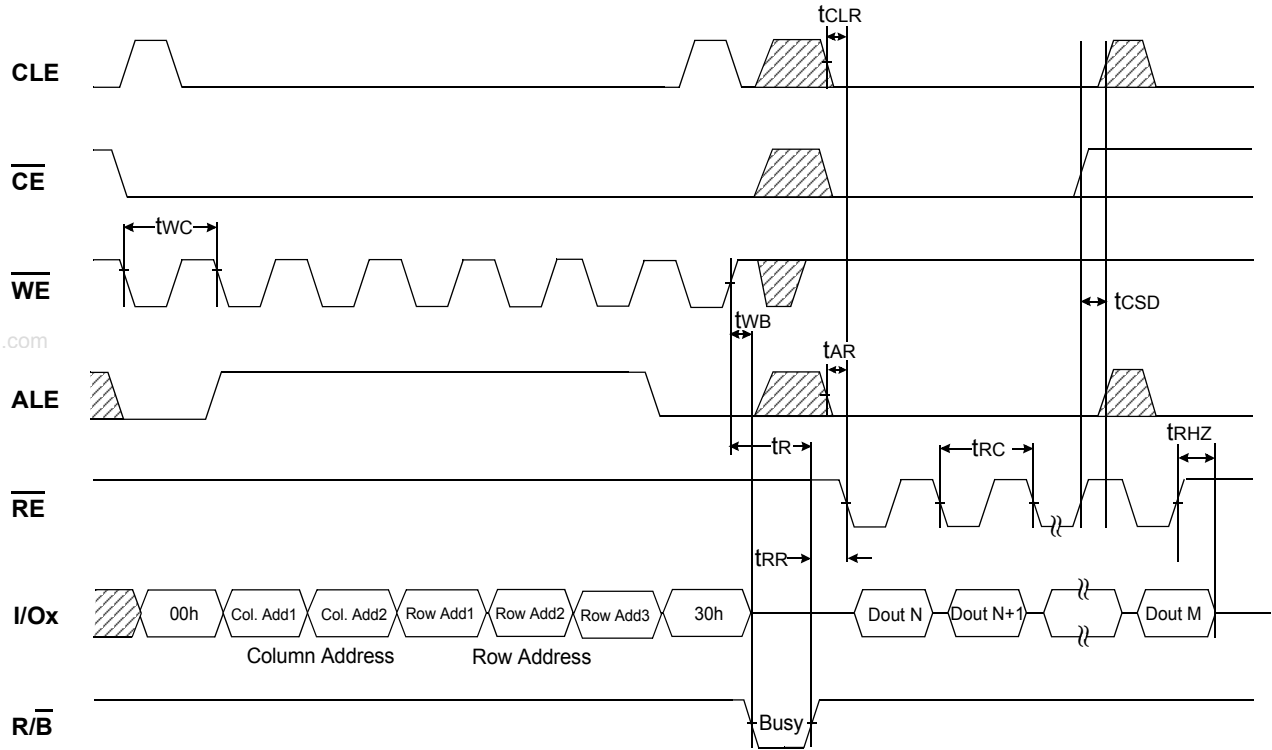 tCLR
CLE
CE
tWC
WE
tCSD
tWB
.com
tAR
ALE
tR
tRC
tRHZ
RE
tRR
I/Ox
00h
Col. Add1
Col. Add2
Row Add1
Row Add2
Row Add3
30h
Dout N
Dout N+1
Dout M
Column Address
Row Address
R/B
Busy